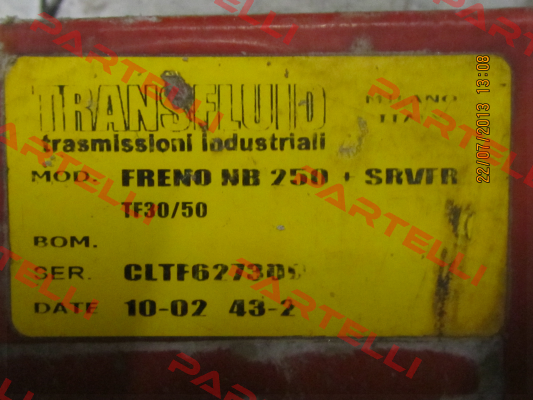 TRANSFLUID
trasmissioni industriali
MILANO
MOD. FRENO NB 250 + SRVFR
TF30/50
BOM.
SER.
DATE 10-02 43-2
22/07/2013 13:08
PARTELLI